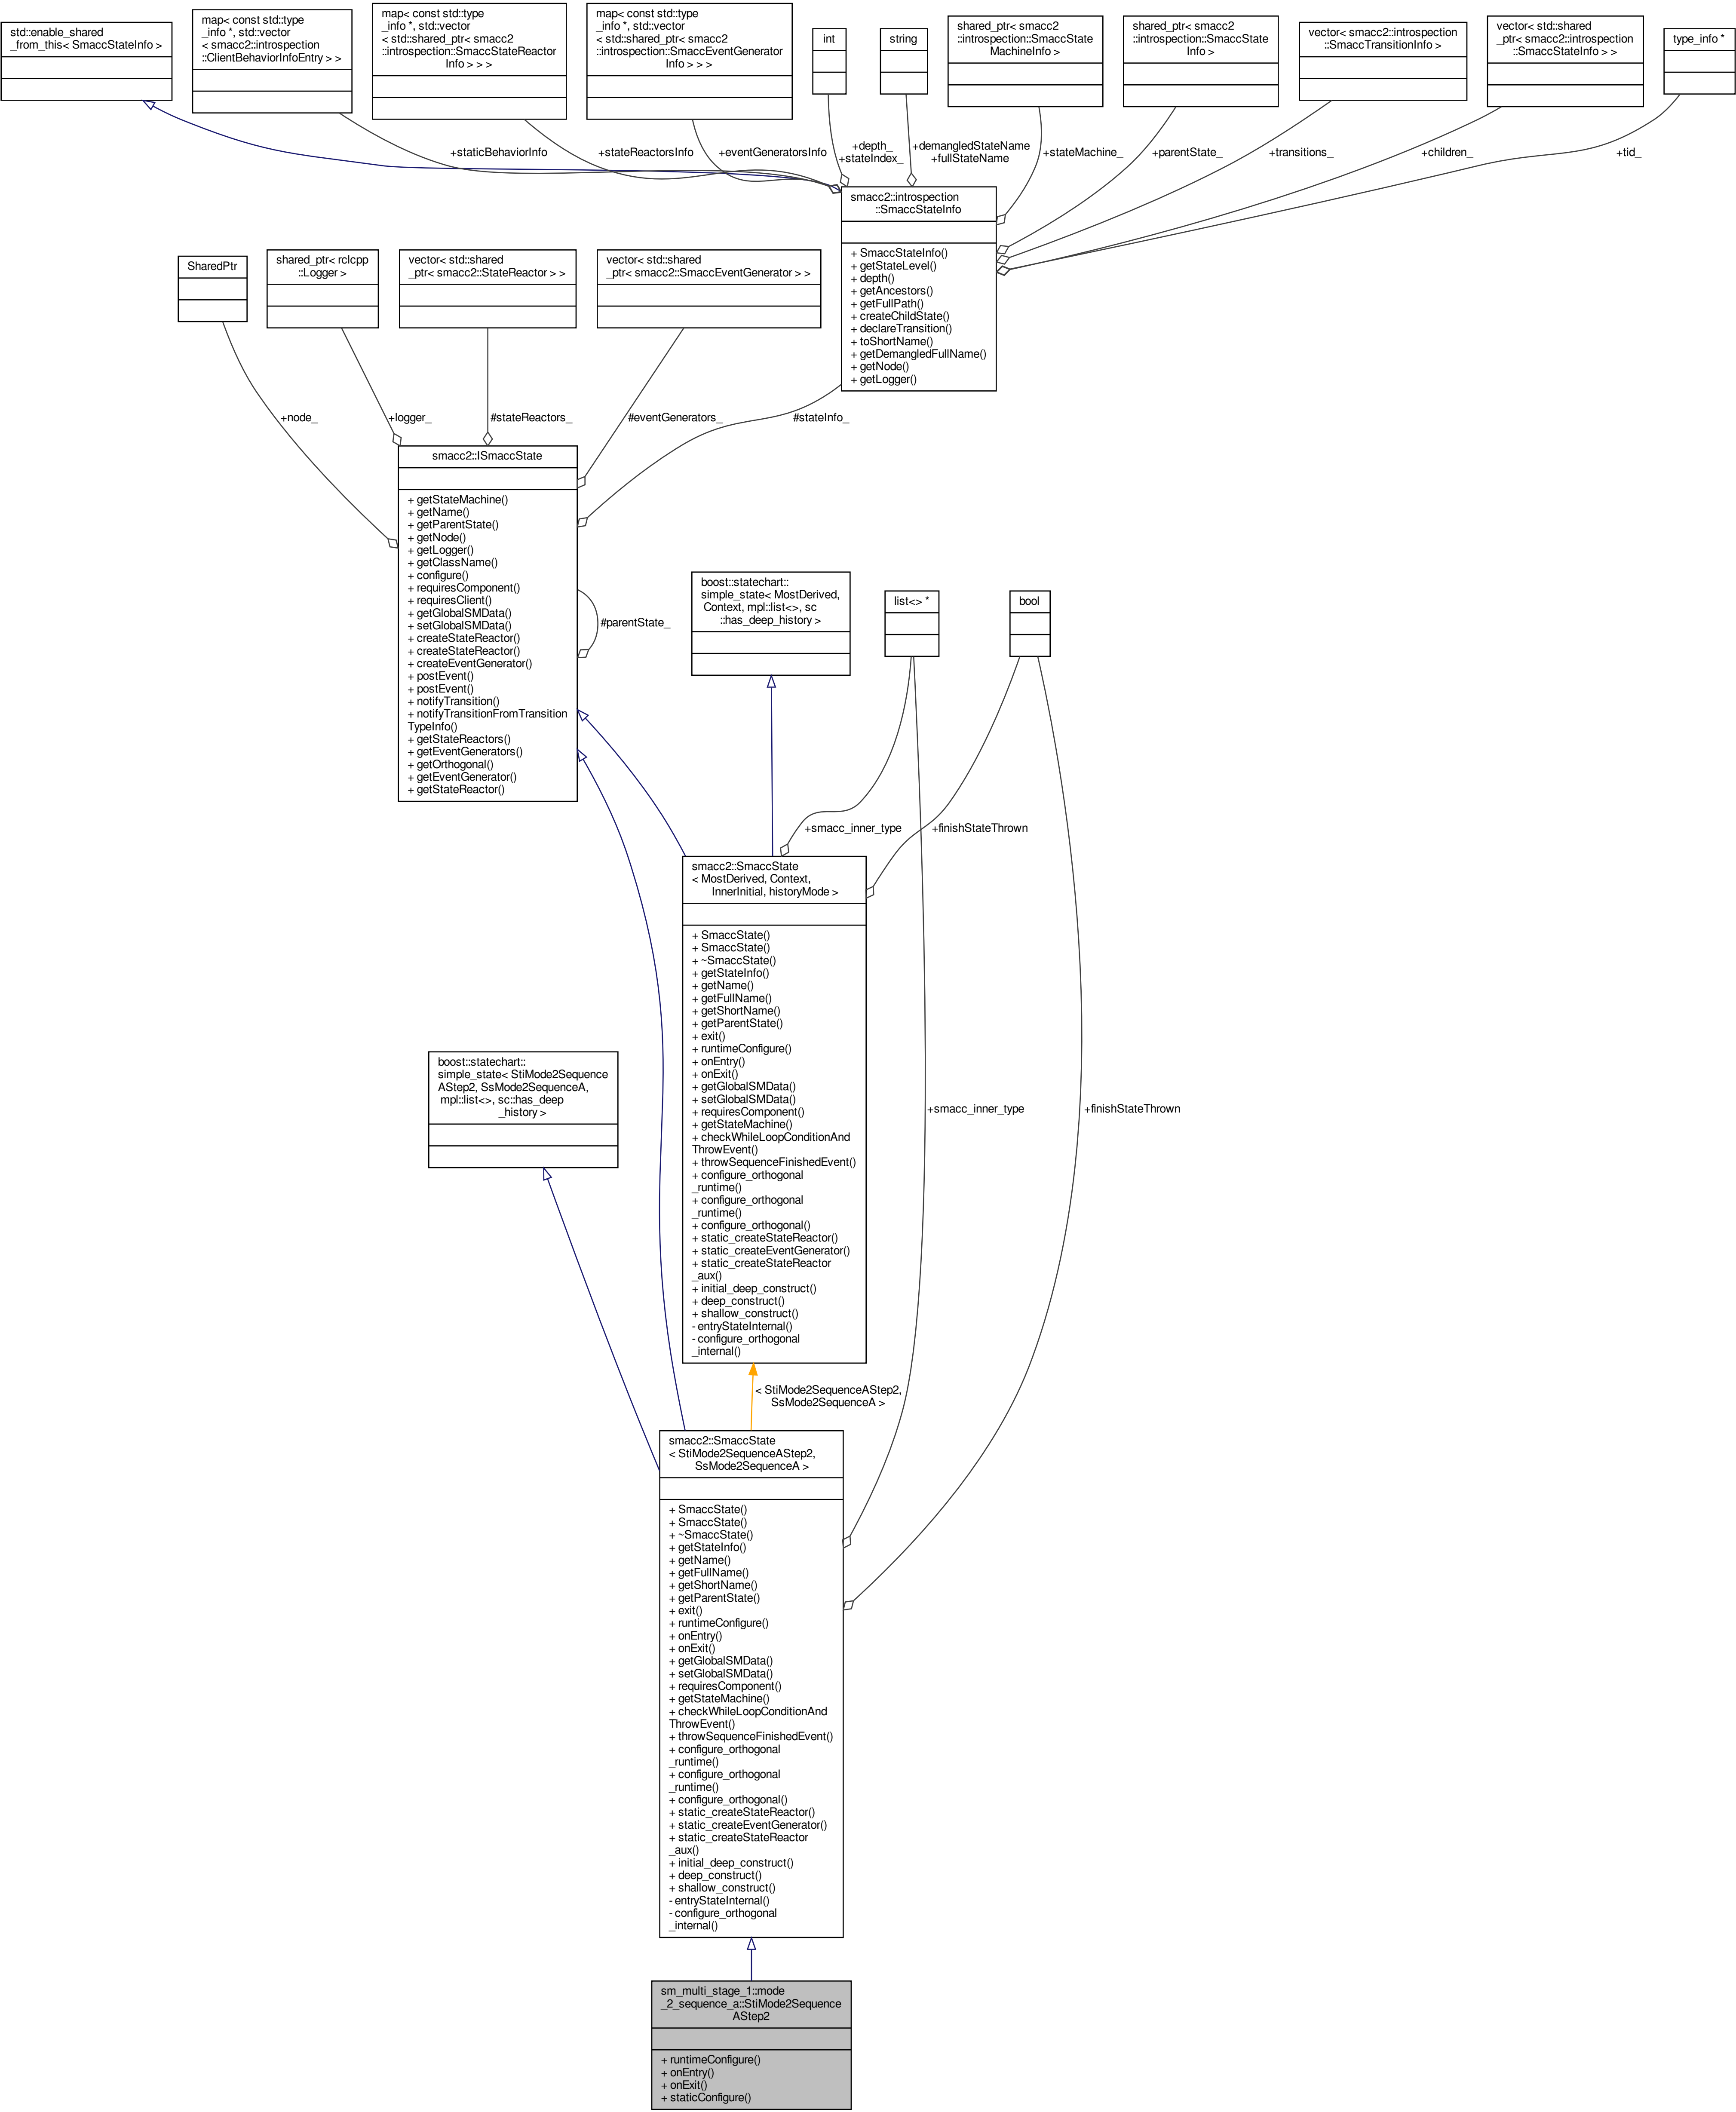 std::enable_shared
_from_this< SmaccStateInfo >
map< const std::type
_info *, std::vector
< smacc2::introspection
::ClientBehaviorInfoEntry > >
map< const std::type
_info *, std::vector
< std::shared_ptr< smacc2
::introspection::SmaccStateReactor
Info > > >
map< const std::type
_info *, std::vector
< std::shared_ptr< smacc2
::introspection::SmaccEventGenerator
Info > > >
int
string
shared_ptr< smacc2
::introspection::SmaccState
MachineInfo >
shared_ptr< smacc2
::introspection::SmaccState
Info >
vector< smacc2::introspection
::SmaccTransitionInfo >
vector< std::shared
_ptr< smacc2::introspection
::SmaccStateInfo > >
type_info *
+staticBehaviorInfo
+stateReactorsInfo
+eventGeneratorsInfo
+depth_
+stateIndex_
+demangledStateName
+fullStateName
+stateMachine_
+parentState_
+transitions_
+children_
+tid_
smacc2::introspection
::SmaccStateInfo
+ SmaccStateInfo()
+ getStateLevel()
+ depth()
+ getAncestors()
+ getFullPath()
+ createChildState()
+ declareTransition()
+ toShortName()
+ getDemangledFullName()
+ getNode()
+ getLogger()
SharedPtr
shared_ptr< rclcpp
::Logger >
vector< std::shared
_ptr< smacc2::StateReactor > >
vector< std::shared
_ptr< smacc2::SmaccEventGenerator > >
+node_
+logger_
#stateReactors_
#eventGenerators_
#stateInfo_
smacc2::ISmaccState
+ getStateMachine()
+ getName()
+ getParentState()
+ getNode()
+ getLogger()
+ getClassName()
+ configure()
+ requiresComponent()
+ requiresClient()
+ getGlobalSMData()
+ setGlobalSMData()
+ createStateReactor()
+ createStateReactor()
+ createEventGenerator()
+ postEvent()
+ postEvent()
+ notifyTransition()
+ notifyTransitionFromTransition
TypeInfo()
+ getStateReactors()
+ getEventGenerators()
+ getOrthogonal()
+ getEventGenerator()
+ getStateReactor()
#parentState_
boost::statechart::
simple_state< MostDerived,
Context, mpl::list<>, sc
::has_deep_history >
list<> *
bool
+smacc_inner_type
+finishStateThrown
smacc2::SmaccState
< MostDerived, Context,
InnerInitial, historyMode >
+ SmaccState()
+ SmaccState()
+ ~SmaccState()
+ getStateInfo()
+ getName()
+ getFullName()
+ getShortName()
+ getParentState()
+ exit()
+ runtimeConfigure()
+ onEntry()
+ onExit()
+ getGlobalSMData()
+ setGlobalSMData()
+ requiresComponent()
+ getStateMachine()
+ checkWhileLoopConditionAnd
ThrowEvent()
+ throwSequenceFinishedEvent()
+ configure_orthogonal
_runtime()
+ configure_orthogonal
_runtime()
+ configure_orthogonal()
+ static_createStateReactor()
+ static_createEventGenerator()
+ static_createStateReactor
_aux()
+ initial_deep_construct()
+ deep_construct()
+ shallow_construct()
- entryStateInternal()
- configure_orthogonal
_internal()
boost::statechart::
simple_state< StiMode2Sequence
AStep2, SsMode2SequenceA,
mpl::list<>, sc::has_deep
_history >
+smacc_inner_type
+finishStateThrown
< StiMode2SequenceAStep2,
SsMode2SequenceA >
smacc2::SmaccState
< StiMode2SequenceAStep2,
SsMode2SequenceA >
+ SmaccState()
+ SmaccState()
+ ~SmaccState()
+ getStateInfo()
+ getName()
+ getFullName()
+ getShortName()
+ getParentState()
+ exit()
+ runtimeConfigure()
+ onEntry()
+ onExit()
+ getGlobalSMData()
+ setGlobalSMData()
+ requiresComponent()
+ getStateMachine()
+ checkWhileLoopConditionAnd
ThrowEvent()
+ throwSequenceFinishedEvent()
+ configure_orthogonal
_runtime()
+ configure_orthogonal
_runtime()
+ configure_orthogonal()
+ static_createStateReactor()
+ static_createEventGenerator()
+ static_createStateReactor
_aux()
+ initial_deep_construct()
+ deep_construct()
+ shallow_construct()
- entryStateInternal()
- configure_orthogonal
_internal()
sm_multi_stage_1::mode
_2_sequence_a::StiMode2Sequence
AStep2
+ runtimeConfigure()
+ onEntry()
+ onExit()
+ staticConfigure()